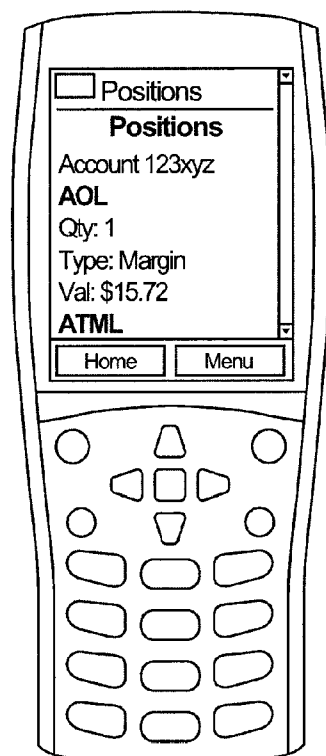 Positions
Positions
Account 123xyz
AOL
Qty: 1
Type: Margin
Val: $15.72
ATML
Home Menu